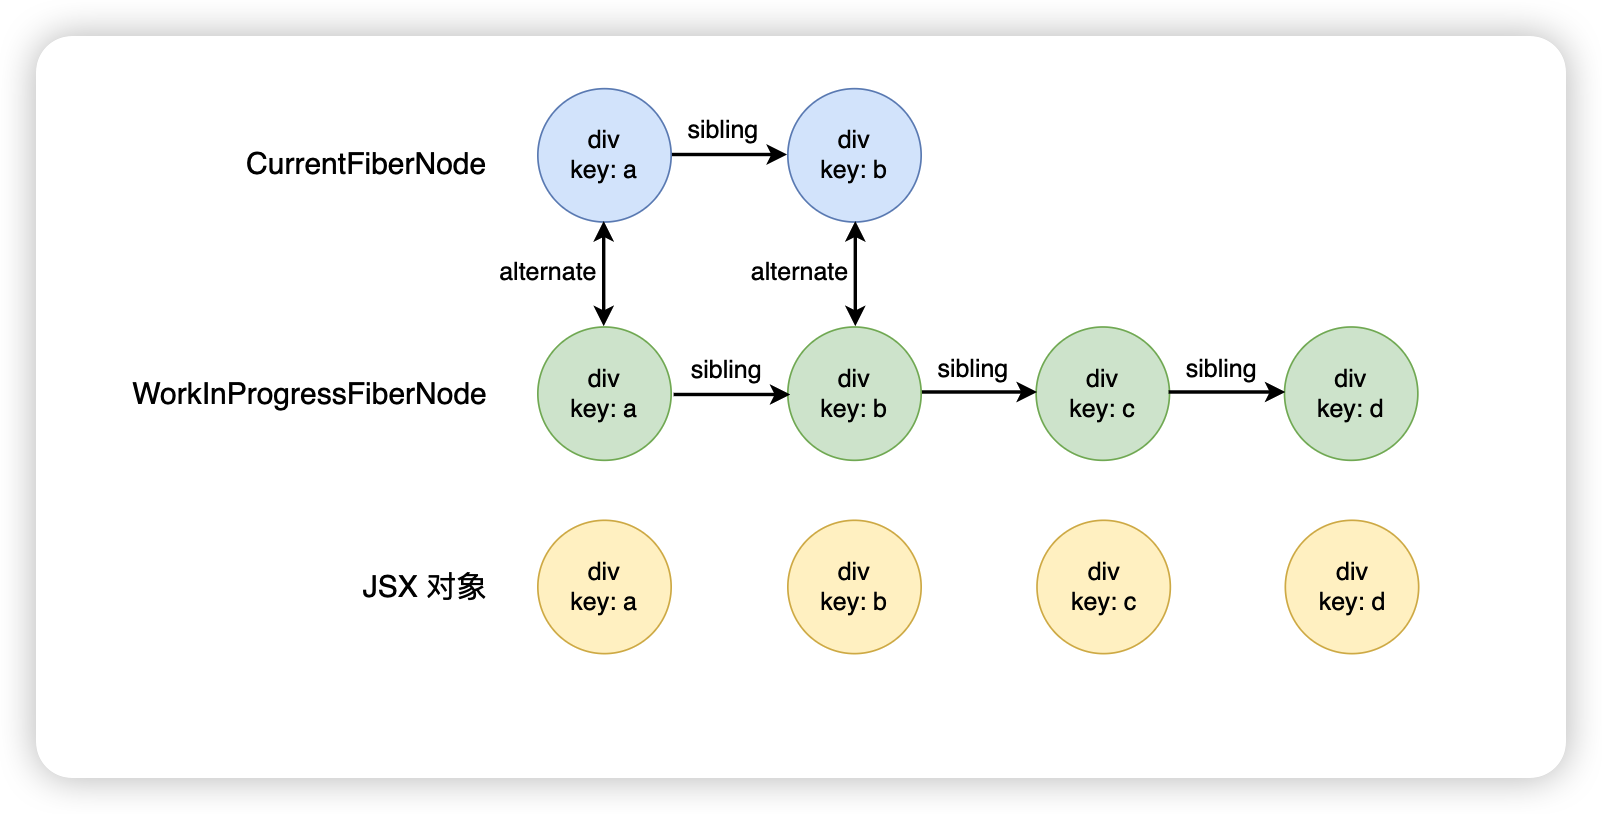 CurrentFiberNode
div
key: a
sibling
div
key: b
alternate
alternate
WorkInProgressFiberNode
div
key: a
sibling
div
key: b
sibling
div
key: c
sibling
div
key: d
JSX 对象
div
key: a
div
key: b
div
key: c
div
key: d